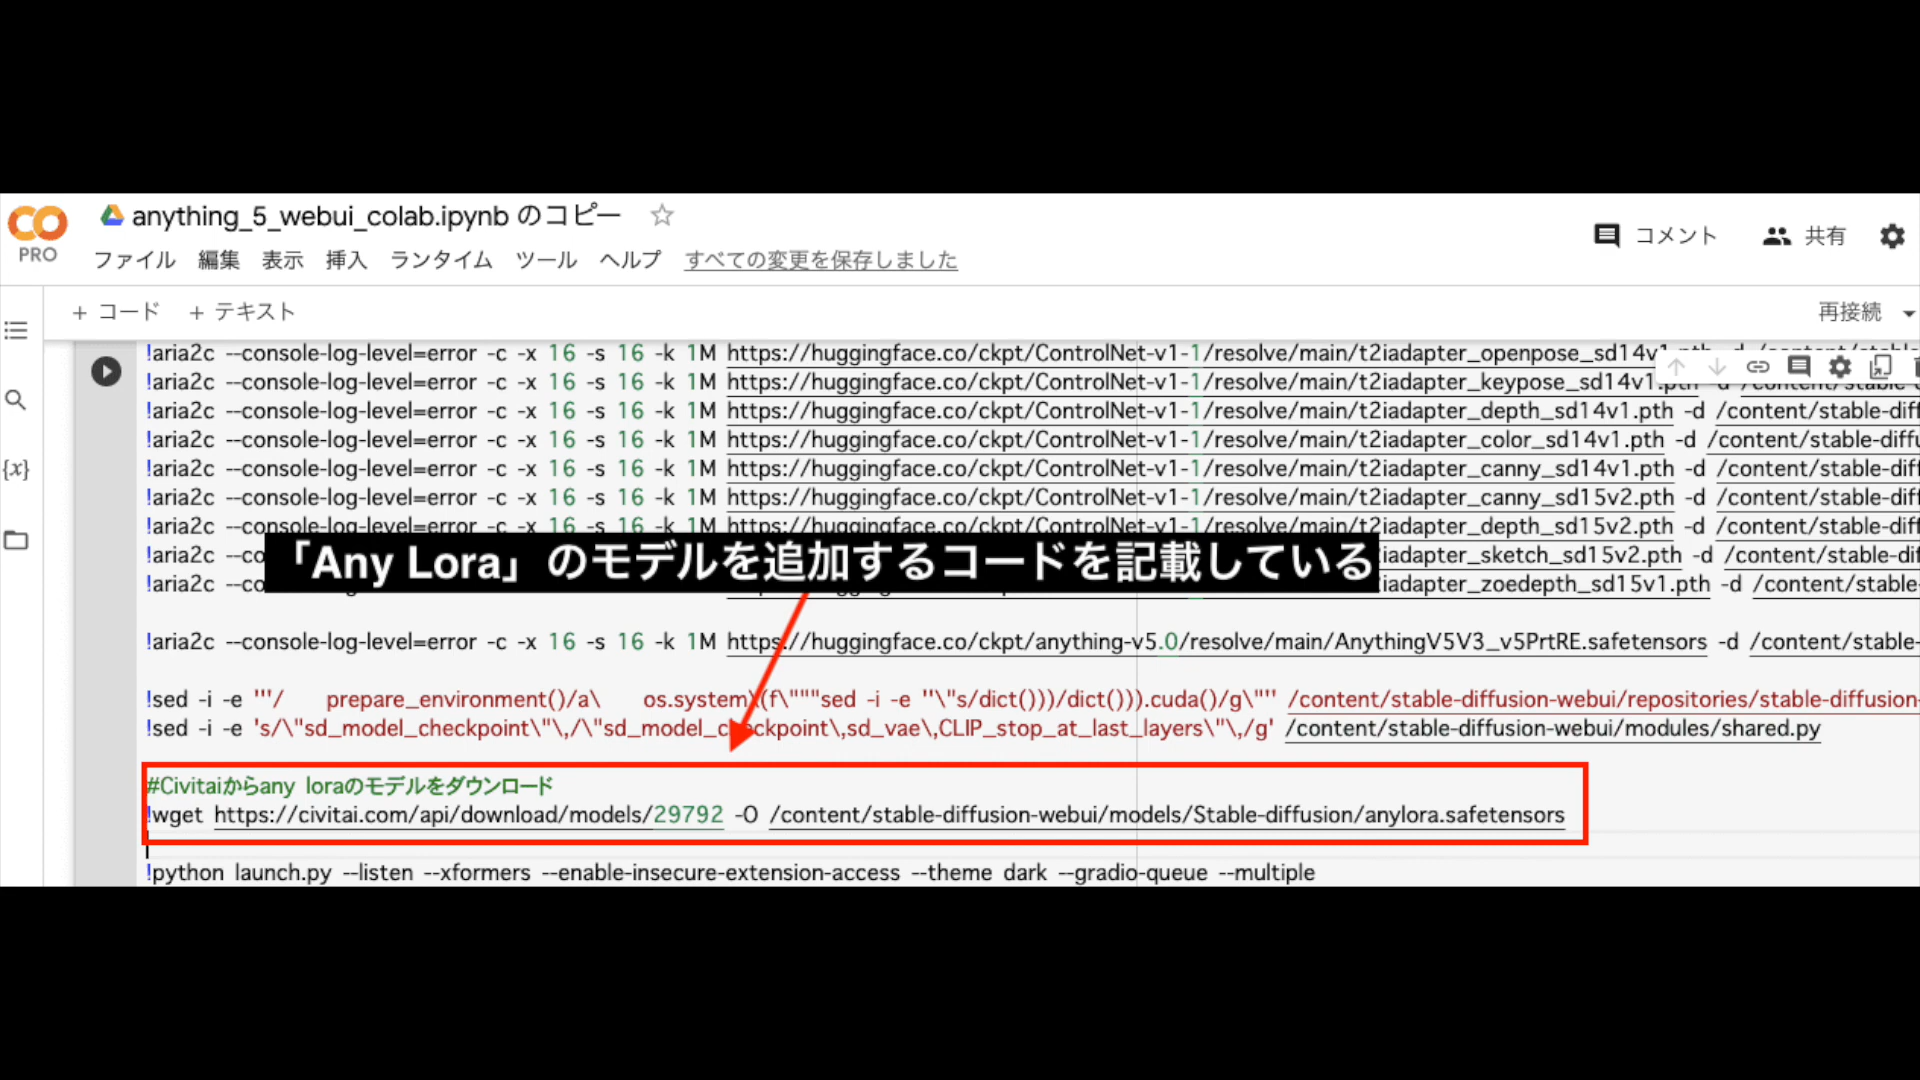 PRO
anything_5_webui_colab.ipynb のコピー
ファイル 編集 表示 挿入 ランタイム ツール ヘルプ すべての変更を保存しました
コメント 共有
+ コード + テキスト
再接続
{x}
!aria2c --console-log-level=error -c -x 16 -s 16 -k 1M https://huggingface.co/ckpt/ControlNet-v1-1/resolve/main/t2iadapter_openpose_sd14v1.pth -d /content/stable
!aria2c --console-log-level=error -c -x 16 -s 16 -k 1M https://huggingface.co/ckpt/ControlNet-v1-1/resolve/main/t2iadapter_keypose_sd14v1.pth -d /content/stable
!aria2c --console-log-level=error -c -x 16 -s 16 -k 1M https://huggingface.co/ckpt/ControlNet-v1-1/resolve/main/t2iadapter_depth_sd14v1.pth -d /content/stable-diff
!aria2c --console-log-level=error -c -x 16 -s 16 -k 1M https://huggingface.co/ckpt/ControlNet-v1-1/resolve/main/t2iadapter_color_sd14v1.pth -d /content/stable-diffu
!aria2c --console-log-level=error -c -x 16 -s 16 -k 1M https://huggingface.co/ckpt/ControlNet-v1-1/resolve/main/t2iadapter_canny_sd14v1.pth -d /content/stable-diff
!aria2c --console-log-level=error -c -x 16 -s 16 -k 1M https://huggingface.co/ckpt/ControlNet-v1-1/resolve/main/t2iadapter_canny_sd15v2.pth -d /content/stable-diff
!aria2c --console-log-level=error -c -x 16 -s 16 -k 1M https://huggingface.co/ckpt/ControlNet-v1-1/resolve/main/t2iadapter_depth_sd15v2.pth -d /content/stable-diff
!aria2c --co iadapter_sketch_sd15v2.pth -d /content/stable-dif
「Any Lora」のモデルを追加するコードを記載している
!aria2c --co iadapter_zoedepth_sd15v1.pth -d /content/stable-
!aria2c --console-log-level=error -c -x 16 -s 16 -k 1M https://huggingface.co/ckpt/anything-v5.0/resolve/main/AnythingV5V3_v5PrtRE.safetensors -d /content/stable-
!sed -i -e '''/    prepare_environment()/a\    os.system\(f\"""sed -i -e ''\"s/dict()))/dict())).cuda()/g\"'' /content/stable-diffusion-webui/repositories/stable-diffusion-
!sed -i -e 's/\"sd_model_checkpoint\"\,/\"sd_model_checkpoint\,sd_vae\,CLIP_stop_at_last_layers\"\,/g' /content/stable-diffusion-webui/modules/shared.py
#Civitaiからany loraのモデルをダウンロード
!wget https://civitai.com/api/download/models/29792 -O /content/stable-diffusion-webui/models/Stable-diffusion/anylora.safetensors
!python launch.py --listen --xformers --enable-insecure-extension-access --theme dark --gradio-queue --multiple